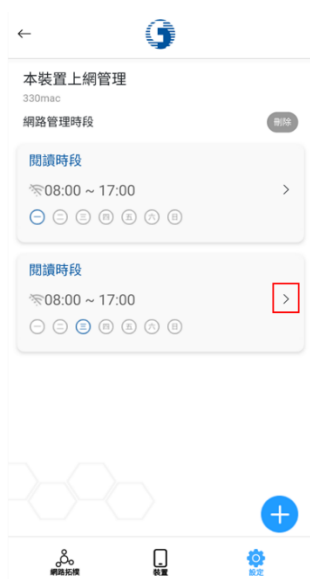 本裝置上網管理
330mac
網路管理時段 刪除
閱讀時段
08:00 ~ 17:00
一 二 三 四 五 六 日
閱讀時段
08:00 ~ 17:00
一 二 三 四 五 六 日
網路拓樸 裝置 設定